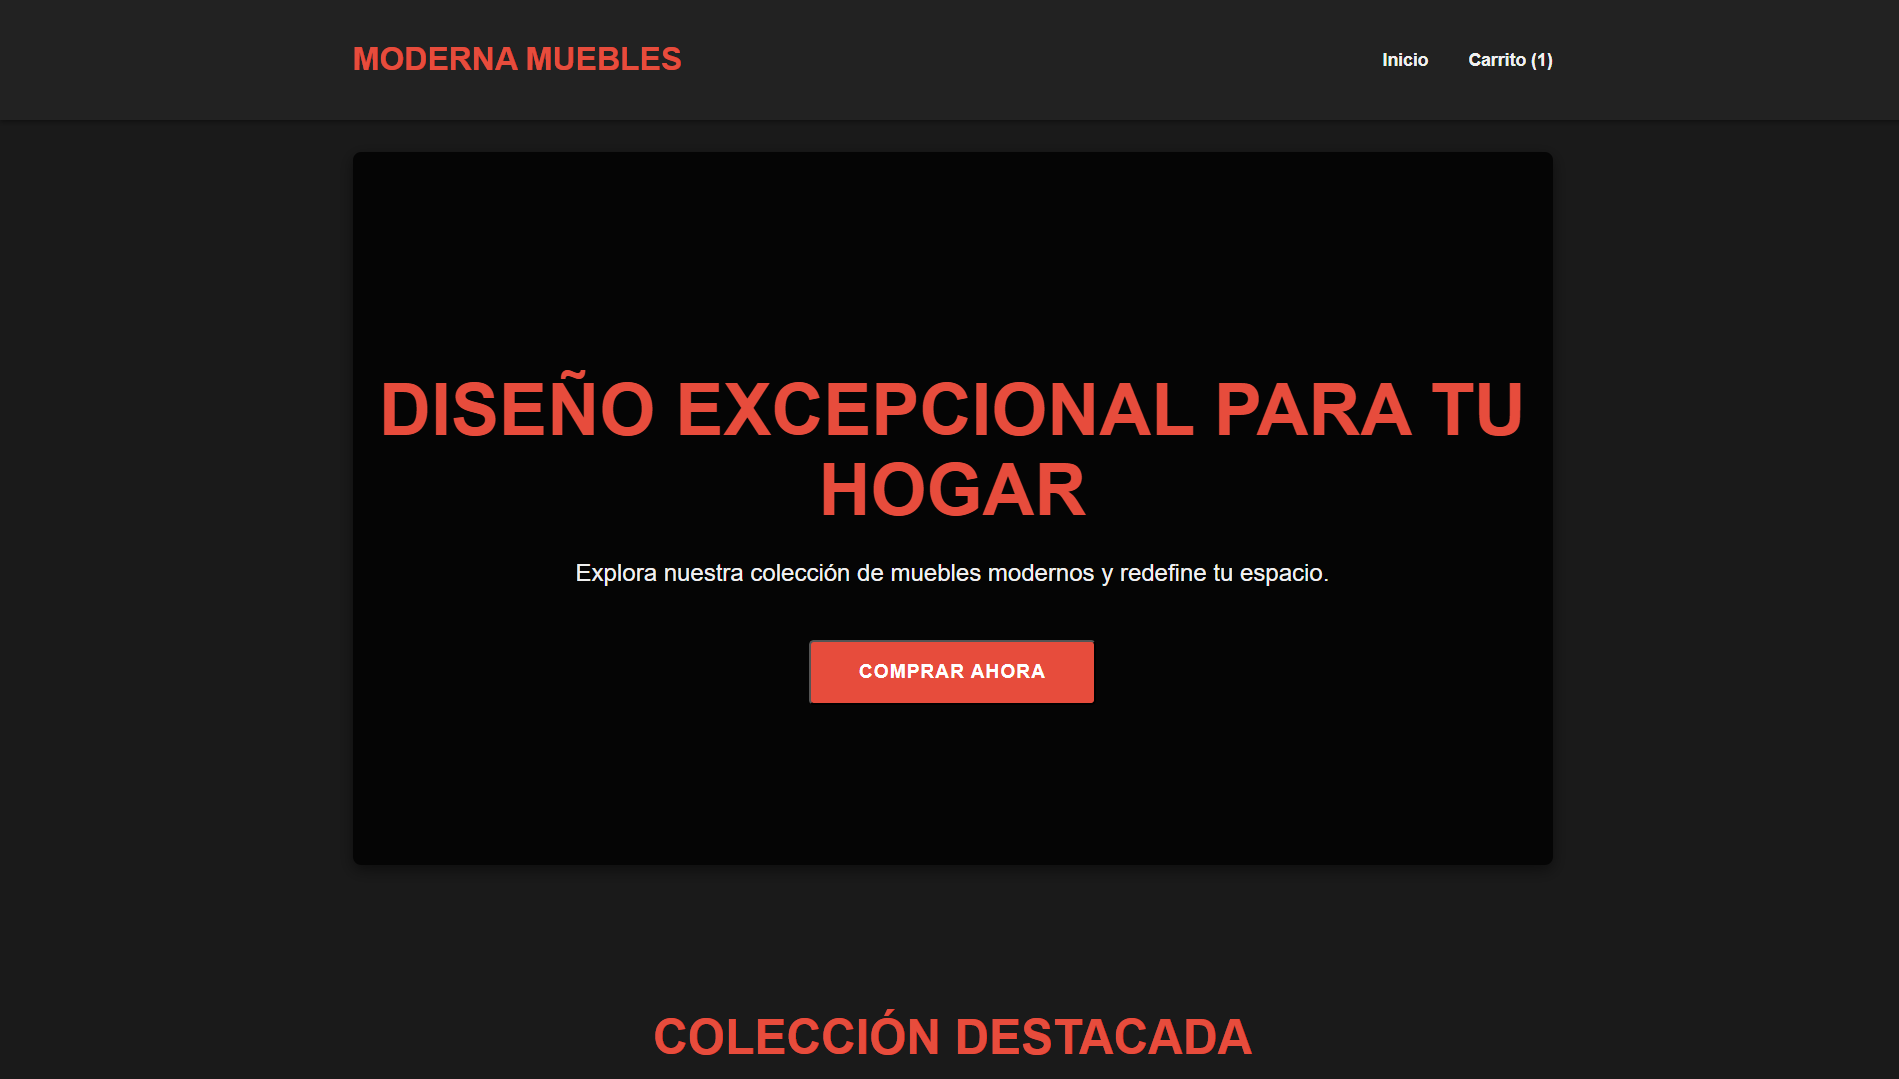 MODERNA MUEBLES
Inicio
Carrito (1)
DISEÑO EXCEPCIONAL PARA TU
HOGAR
Explora nuestra colección de muebles modernos y redefine tu espacio.
COMPRAR AHORA
COLECCIÓN DESTACADA